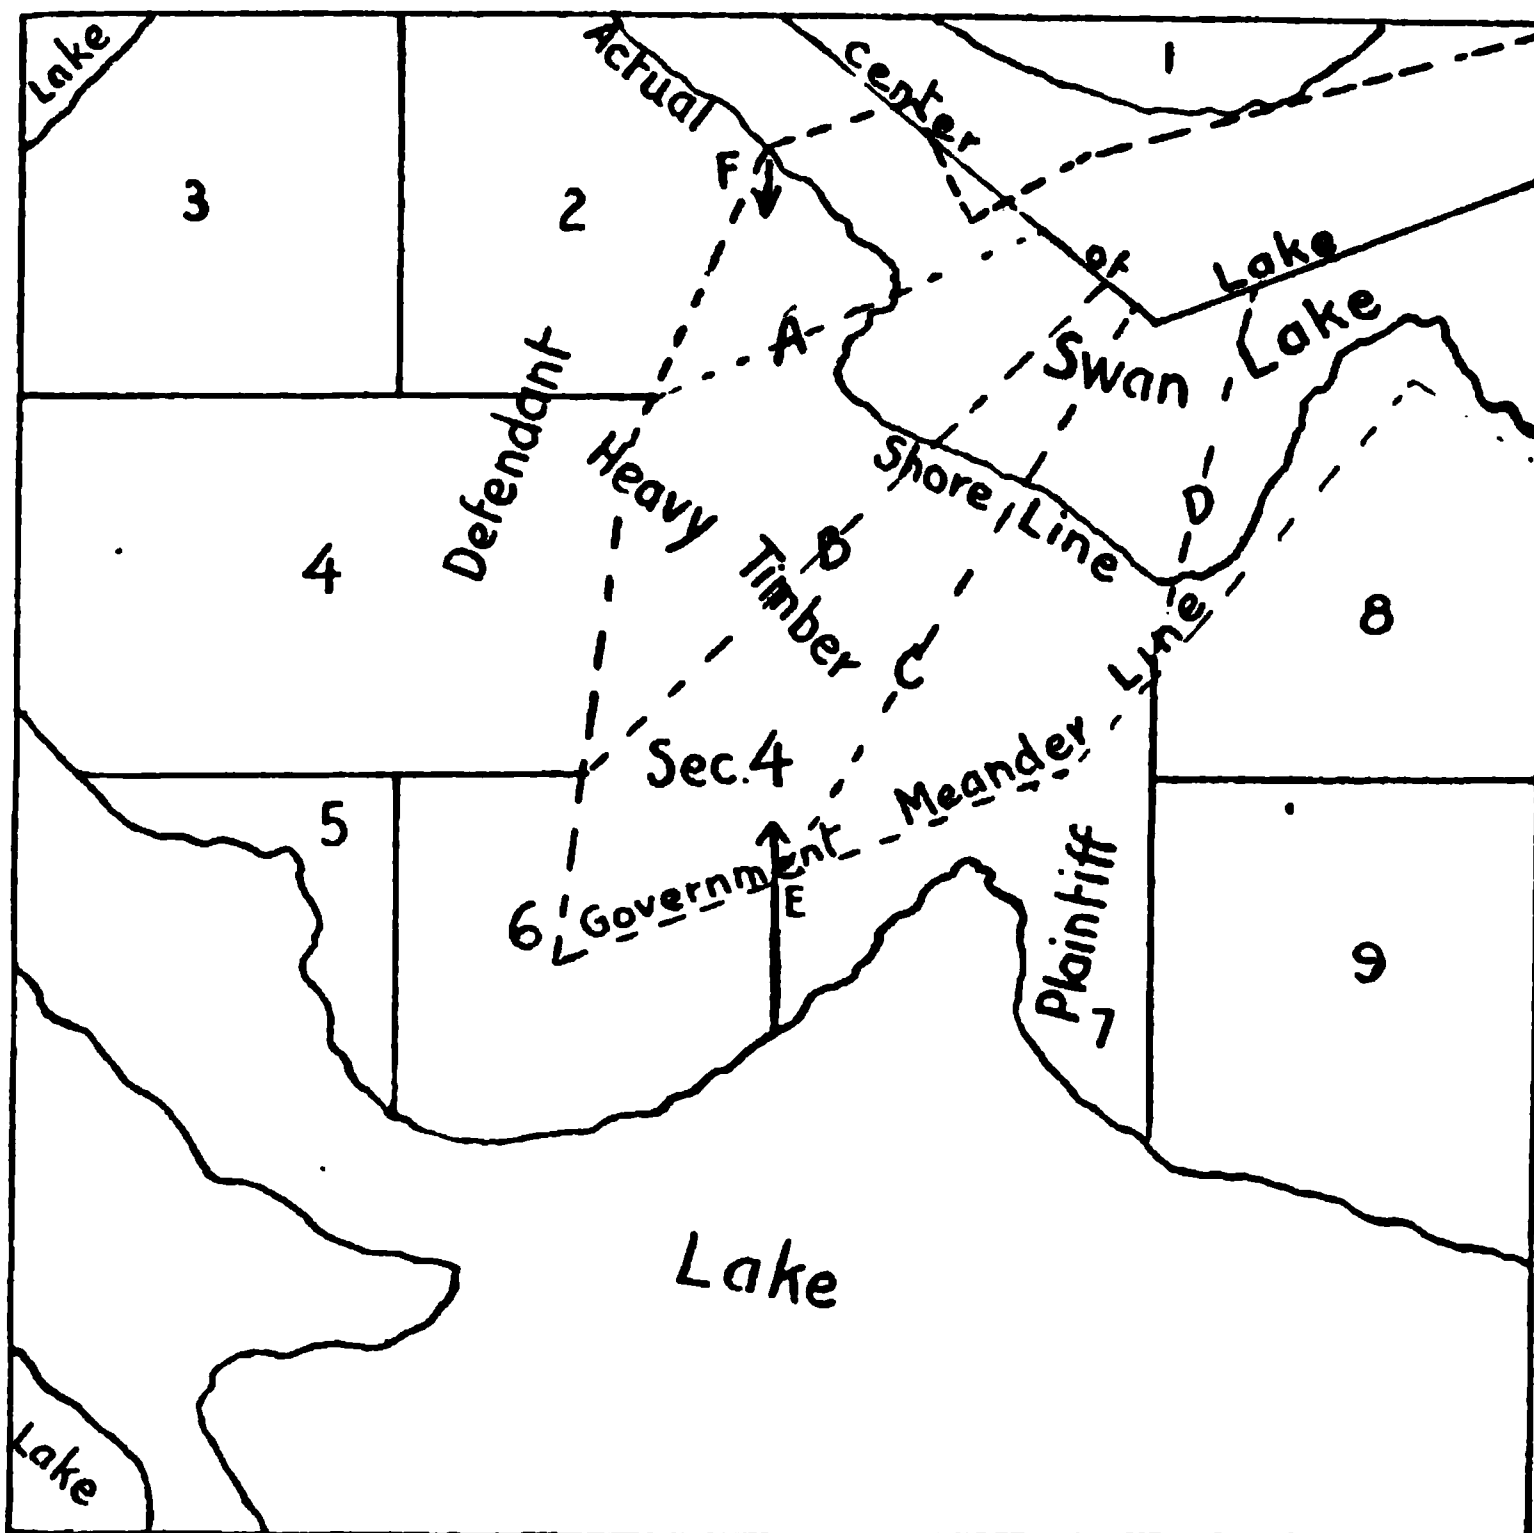 Lake
Actual
Center
1
3
2
F
of
Lake
A
Swan
Lake
Defendant
Heavy
Shore Line
D
4
B
Timber
8
C
Line
Sec. 4
Meander
5
Government
Plaintiff
6
E
9
7
Lake
Lake